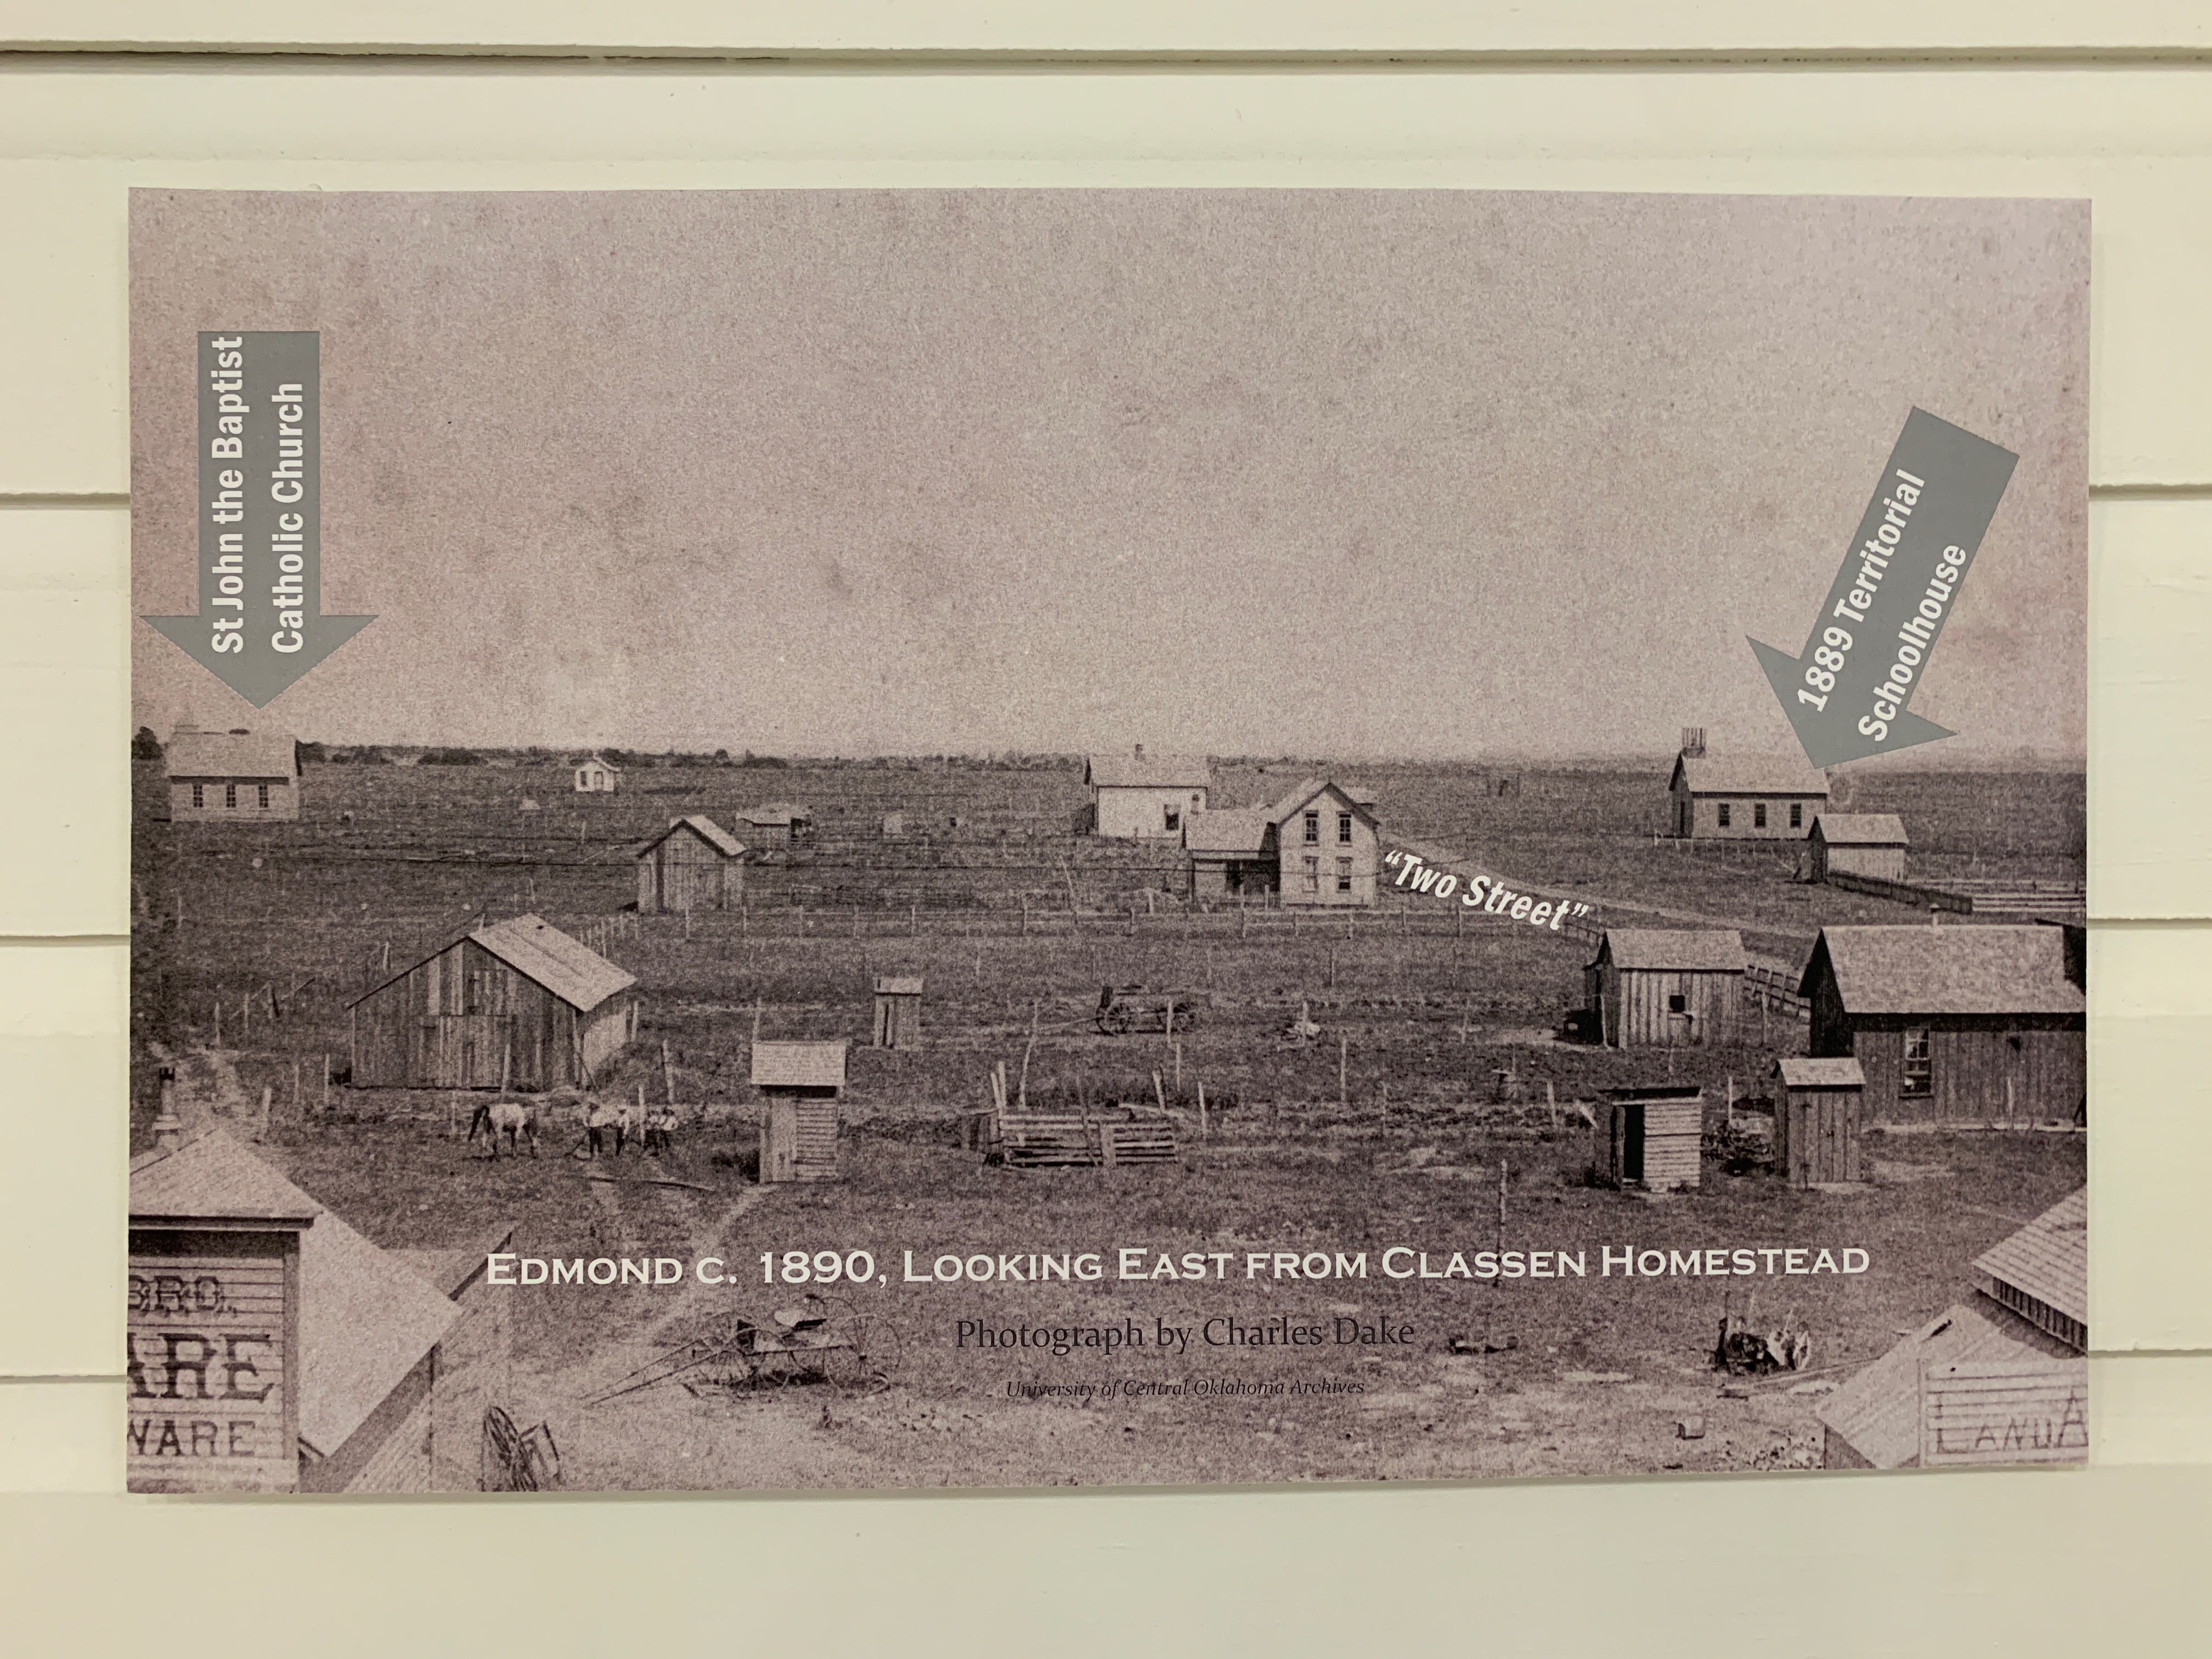 St John the Baptist
Catholic Church
1889 Territorial
Schoolhouse
"Two Street"
EDMOND C. 1890, LOOKING EAST FROM CLASSEN HOMESTEAD
Photograph by Charles Dake
University of Central Oklahoma Archives
BRO.
ARE
WARE
LAND A